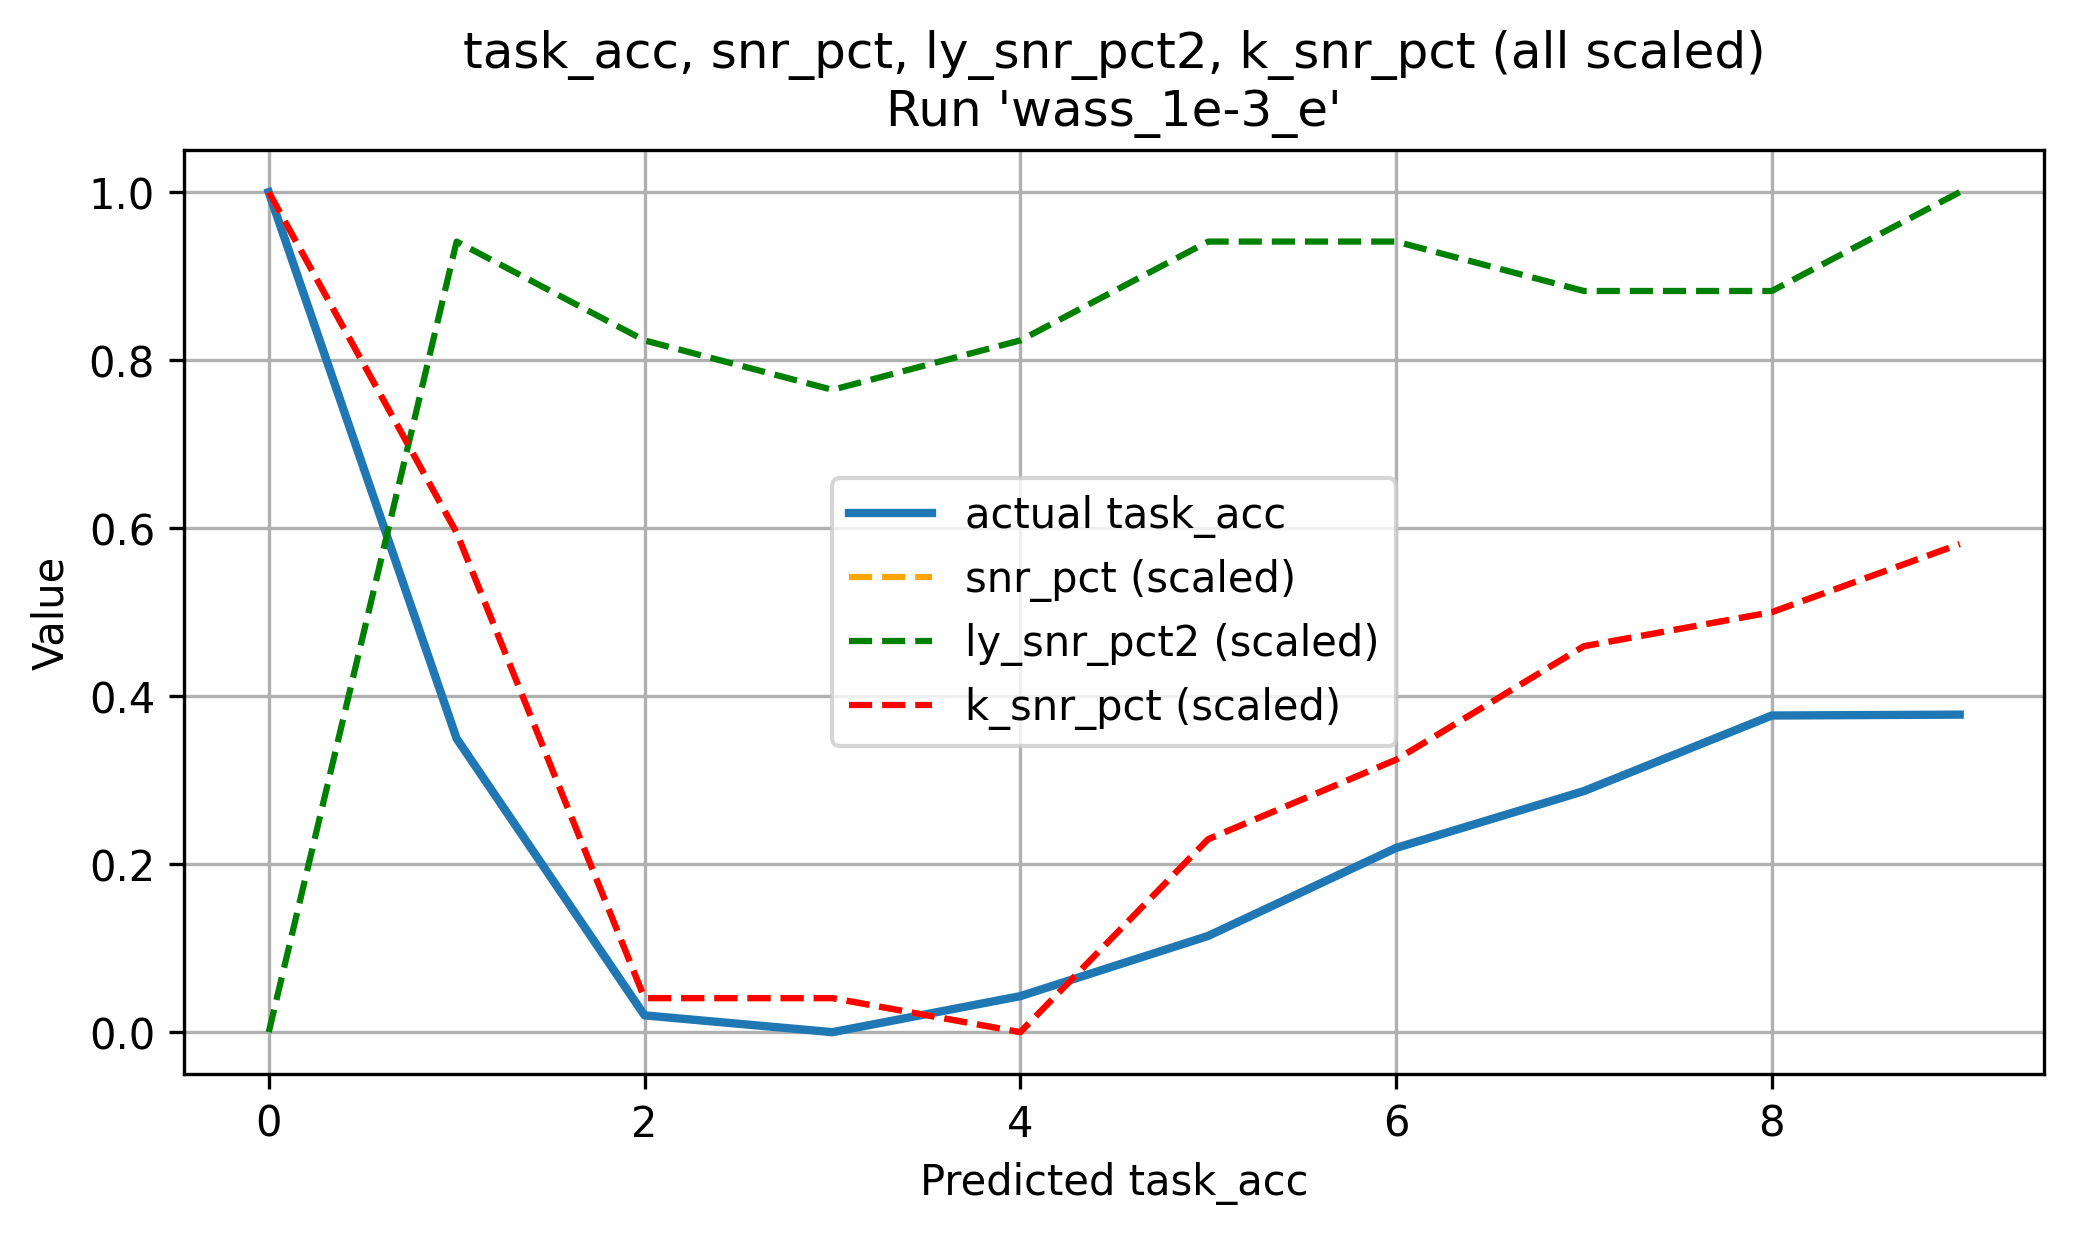 task_acc, snr_pct, ly_snr_pct2, k_snr_pct (all scaled)
Run 'wass_1e-3_e'
Value
1.0
0.8
0.6
0.4
0.2
0.0
actual task_acc
snr_pct (scaled)
ly_snr_pct2 (scaled)
k_snr_pct (scaled)
0 2 4 6 8
Predicted task_acc